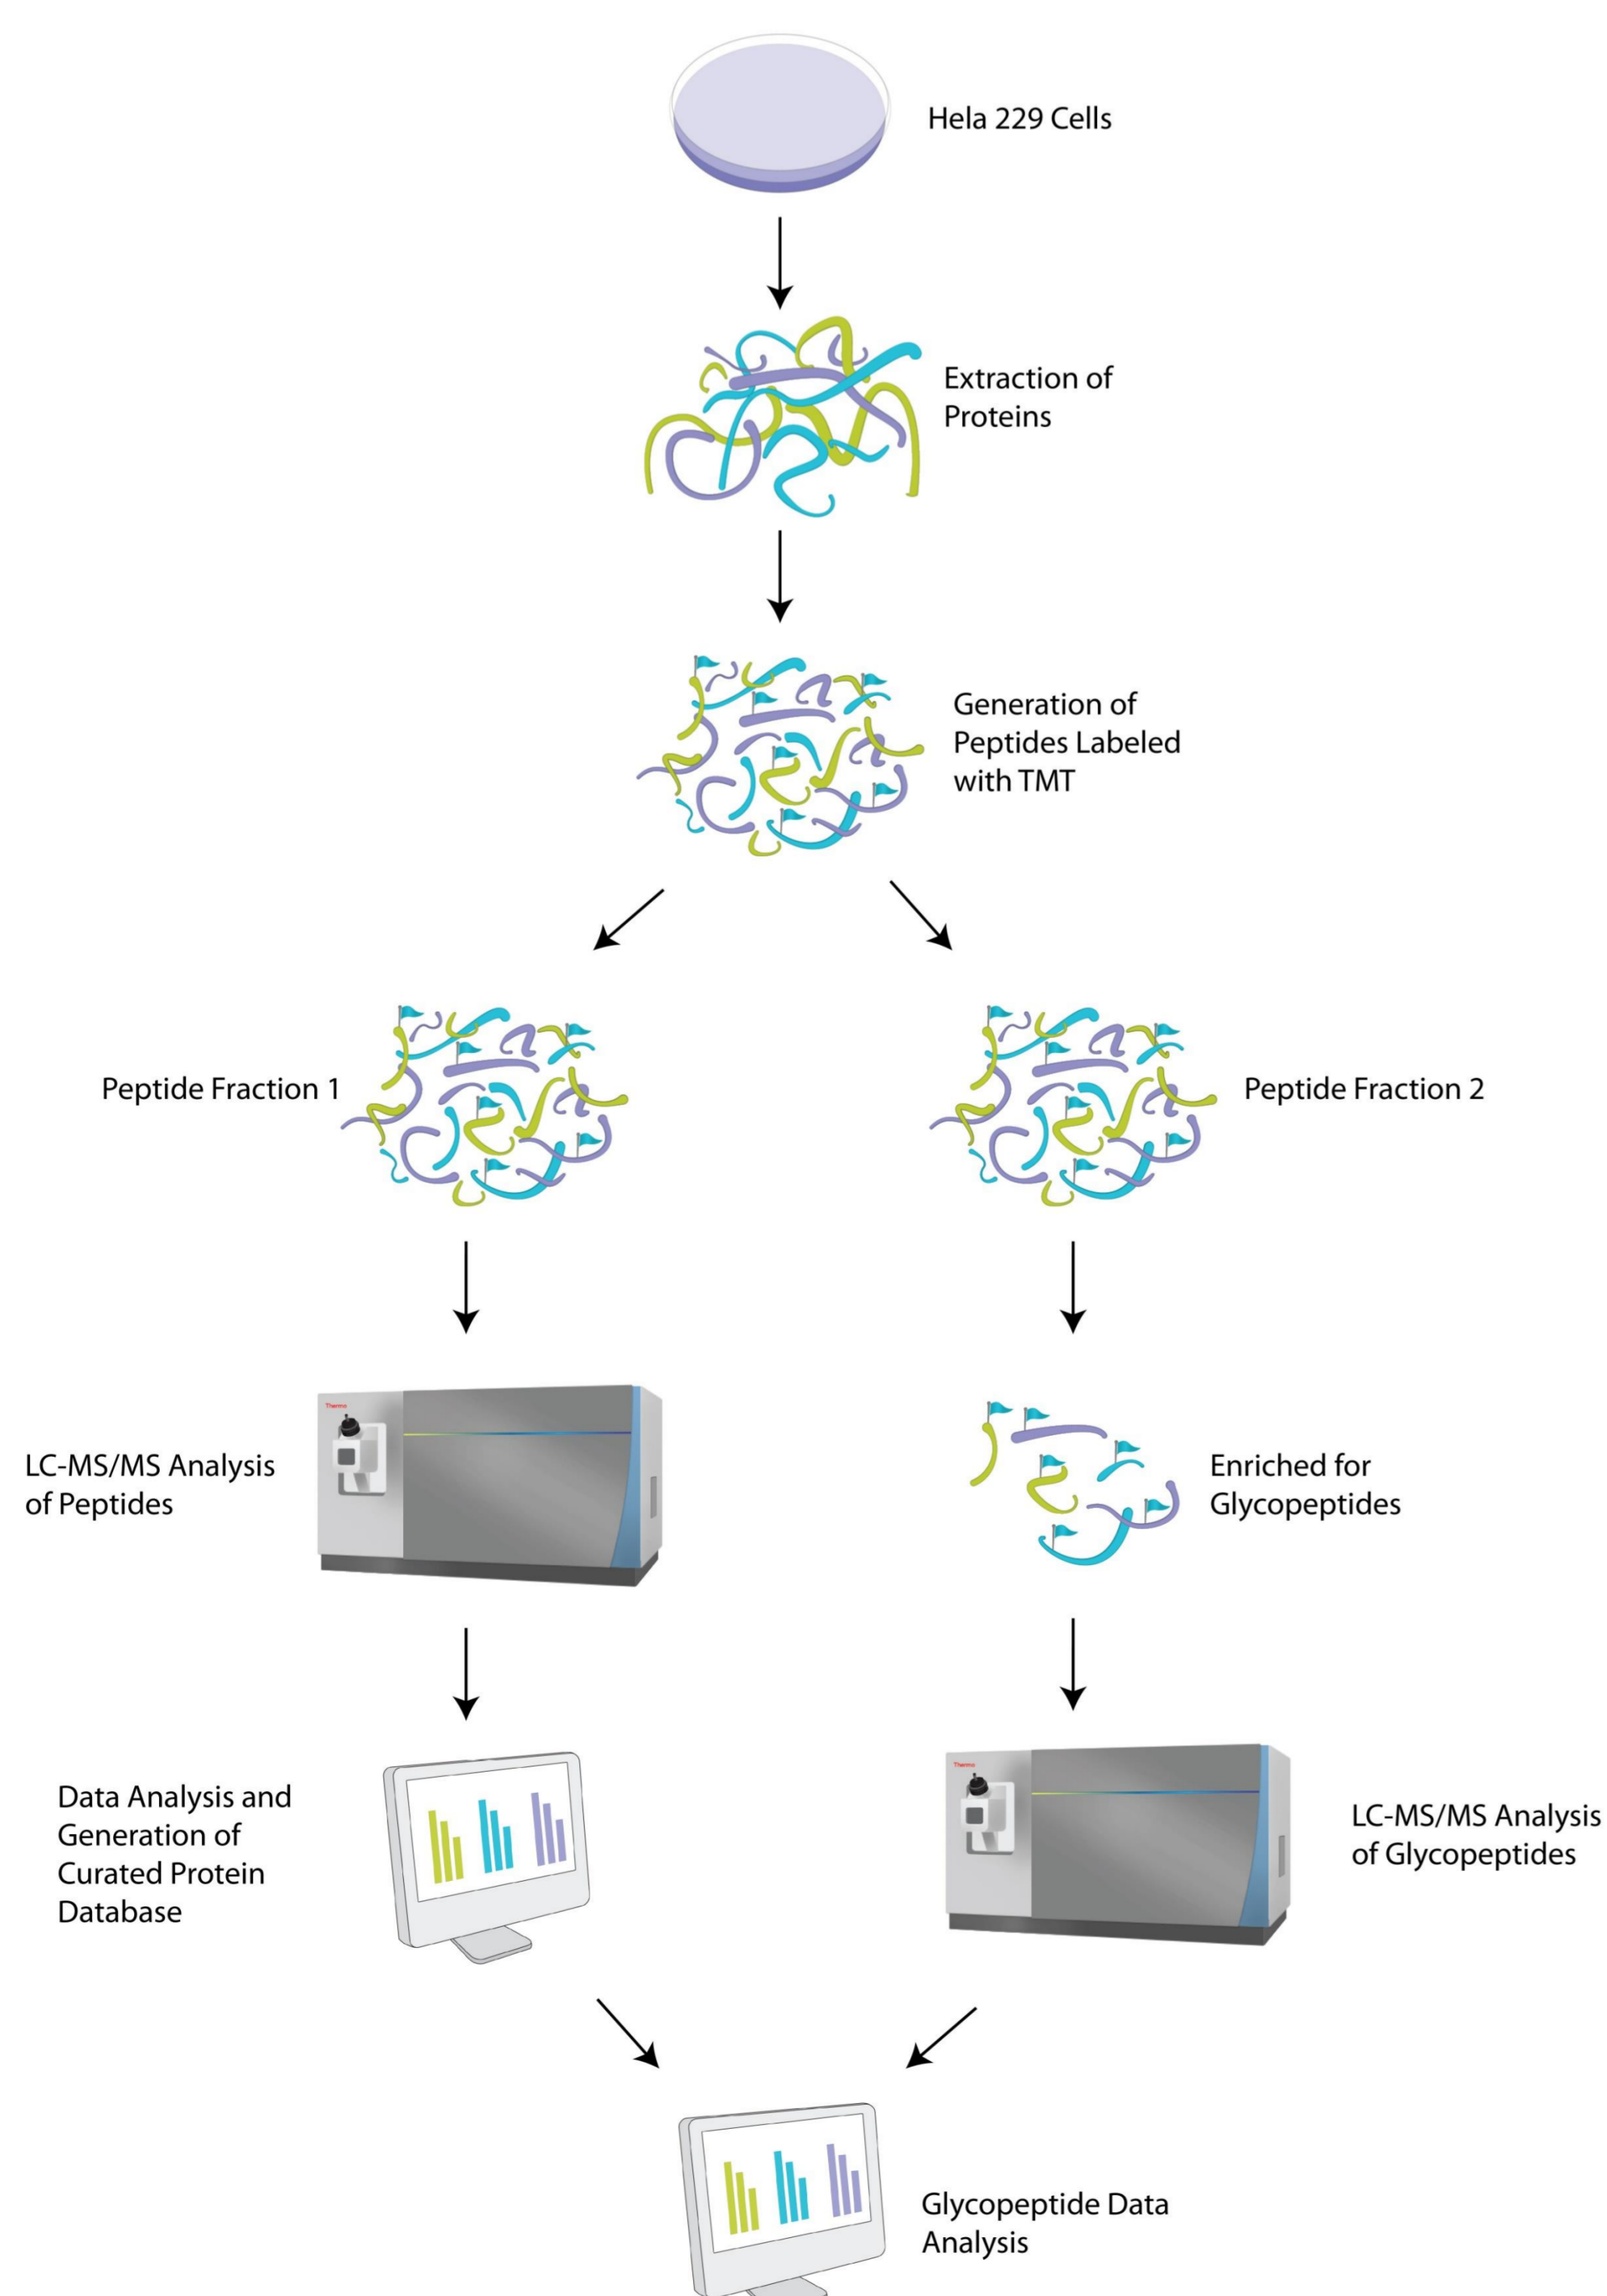 Hela 229 Cells
Extraction of
Proteins
Generation of
Peptides Labeled
with TMT
Peptide Fraction 1
Peptide Fraction 2
LC-MS/MS Analysis
of Peptides
Thermo
Enriched for
Glycopeptides
Data Analysis and
Generation of
Curated Protein
Database
Thermo
LC-MS/MS Analysis
of Glycopeptides
Glycopeptide Data
Analysis